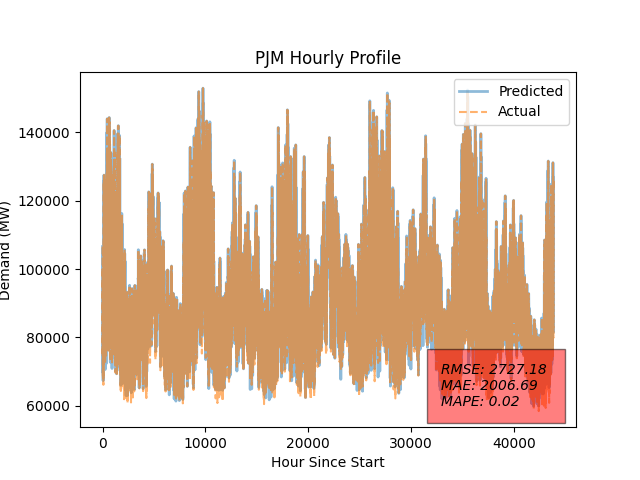 PJM Hourly Profile
Predicted
Actual
140000
120000
100000
80000
60000
Demand (MW)
RMSE: 2727.18
MAE: 2006.69
MAPE: 0.02
0
10000
20000
30000
40000
Hour Since Start